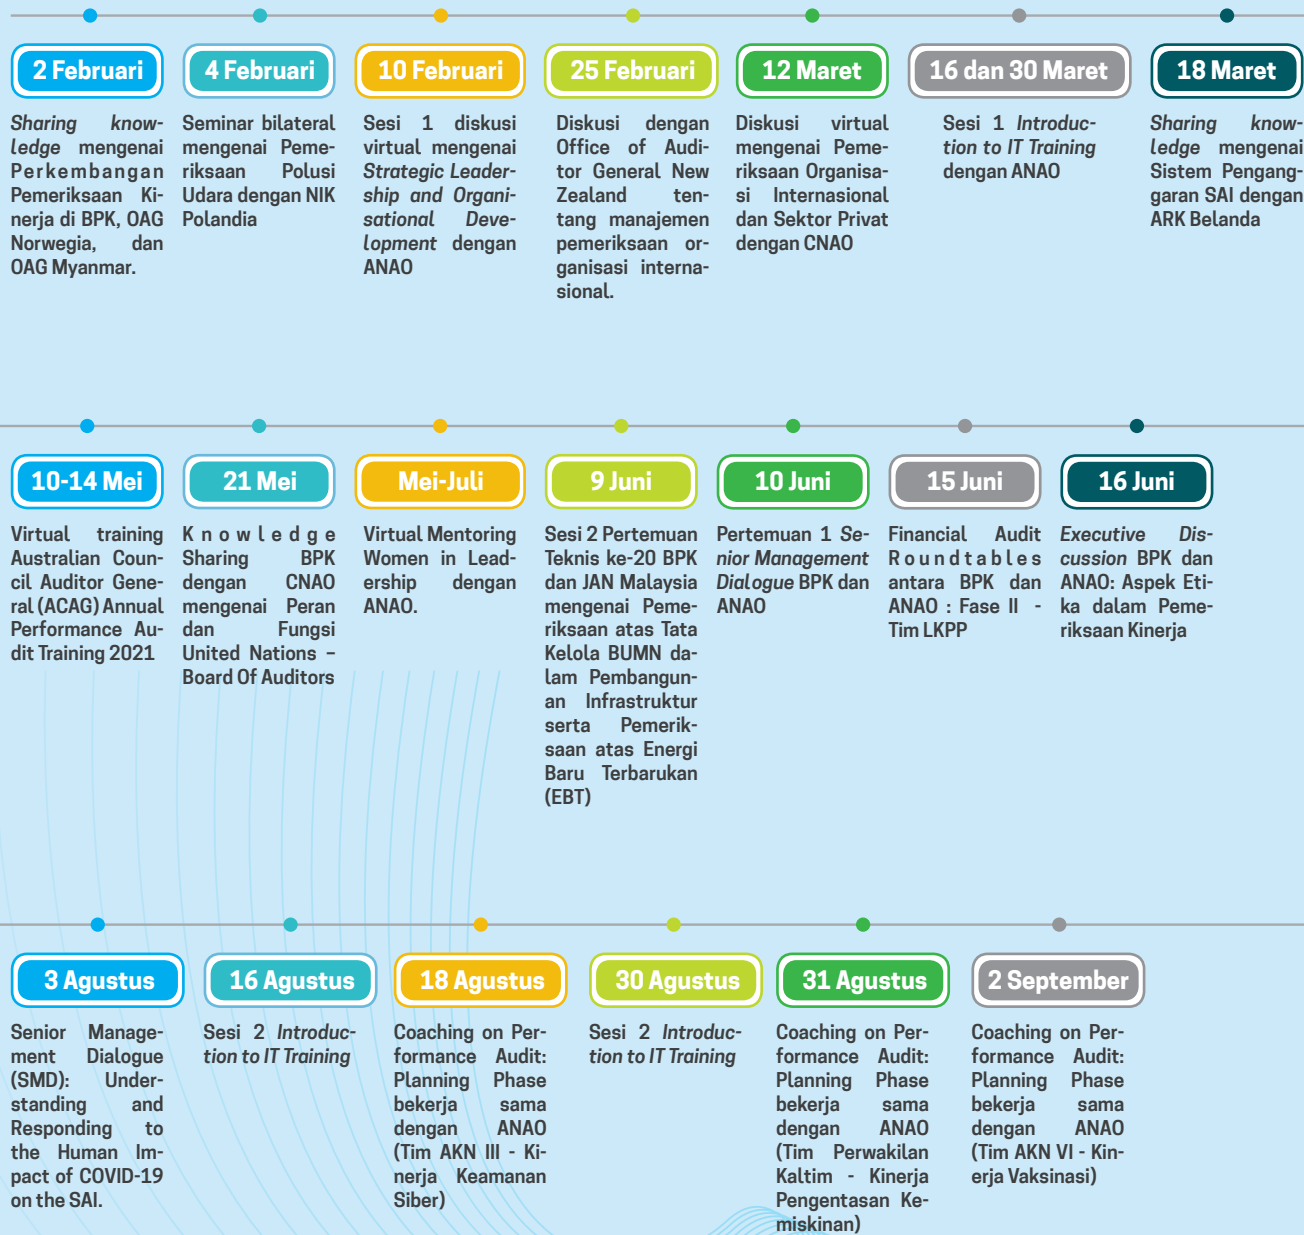 2 Februari
Sharing know-
ledge mengenai
Perkembangan
Pemeriksaan Ki-
nerja di BPK, OAG
Norwegia, dan
OAG Myanmar.
4 Februari
Seminar bilateral
mengenai Peme-
riksaan Polusi
Udara dengan NIK
Polandia
10 Februari
Sesi 1 diskusi
virtual mengenai
Strategic Leader-
ship and Organi-
sational Deve-
lopment dengan
ANAO
25 Februari
Diskusi dengan
Office of Audi-
tor General New
Zealand ten-
tang manajemen
pemeriksaan or-
ganisasi interna-
sional.
12 Maret
Diskusi virtual
mengenai Peme-
riksaan Organisa-
si Internasional
dan Sektor Privat
dengan CNAO
16 dan 30 Maret
Sesi 1 Introduc-
tion to IT Training
dengan ANAO
18 Maret
Sharing know-
ledge mengenai
Sistem Pengang-
garan SAI dengan
ARK Belanda
10-14 Mei
Virtual training
Australian Coun-
cil Auditor Gene-
ral (ACAG) Annual
Performance Au-
dit Training 2021
21 Mei
Knowledge
Sharing BPK
dengan CNAO
mengenai Peran
dan Fungsi
United Nations –
Board Of Auditors
Mei-Juli
Virtual Mentoring
Women in Lead-
ership dengan
ANAO.
9 Juni
Sesi 2 Pertemuan
Teknis ke-20 BPK
dan JAN Malaysia
mengenai Peme-
riksaan atas Tata
Kelola BUMN da-
lam Pembangun-
an Infrastruktur
serta Pemerik-
saan atas Energi
Baru Terbarukan
(EBT)
10 Juni
Pertemuan 1 Se-
nior Management
Dialogue BPK dan
ANAO
15 Juni
Financial Audit
Roundtables
antara BPK dan
ANAO : Fase II -
Tim LKPP
16 Juni
Executive Dis-
cussion BPK dan
ANAO: Aspek Eti-
ka dalam Peme-
riksaan Kinerja
3 Agustus
Senior Manage-
ment Dialogue
(SMD): Under-
standing and
Responding to
the Human Im-
pact of COVID-19
on the SAI.
16 Agustus
Sesi 2 Introduc-
tion to IT Training
18 Agustus
Coaching on Per-
formance Audit:
Planning Phase
bekerja sama
dengan ANAO
(Tim AKN III - Ki-
nerja Keamanan
Siber)
30 Agustus
Sesi 2 Introduc-
tion to IT Training
31 Agustus
Coaching on Per-
formance Audit:
Planning Phase
bekerja sama
dengan ANAO
(Tim Perwakilan
Kaltim - Kinerja
Pengentasan Ke-
miskinan)
2 September
Coaching on Per-
formance Audit:
Planning Phase
bekerja sama
dengan ANAO
(Tim AKN VI - Kin-
erja Vaksinasi)